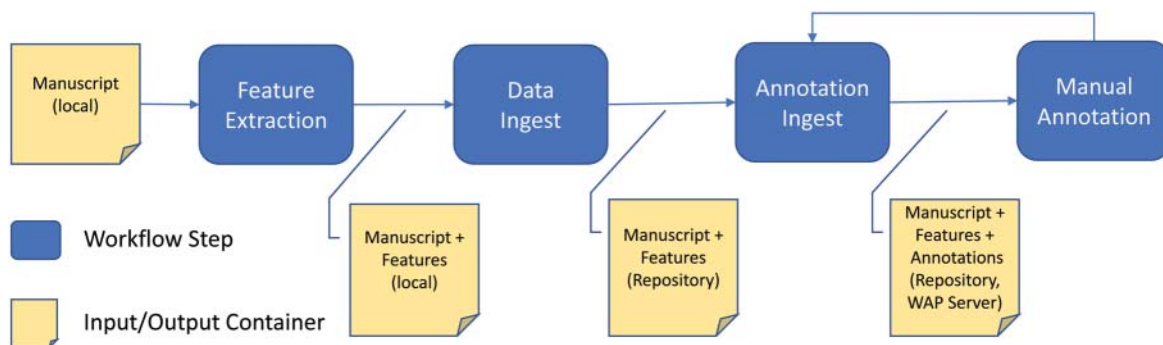 Manuscript
(local)
Feature
Extraction
Data
Ingest
Annotation
Ingest
Manual
Annotation
Manuscript +
Features
(local)
Manuscript +
Features
(Repository)
Manuscript +
Features +
Annotations
(Repository,
WAP Server)
Workflow Step
Input/Output Container